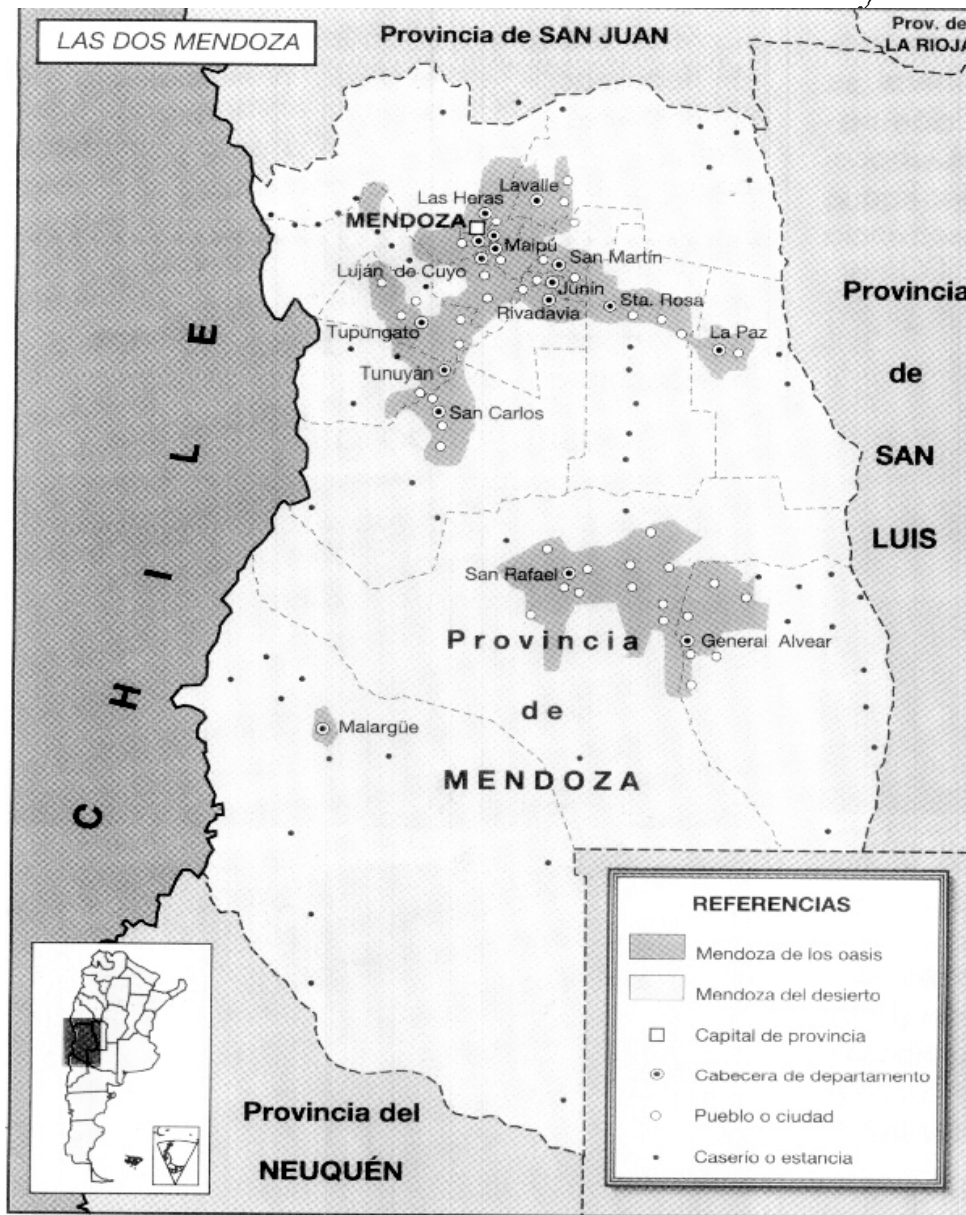 LAS DOS MENDOZA
Provincia de SAN JUAN
Prov. de
LA RIOJA
Las Heras
Lavalle
MENDOZA
Maipú
San Martín
Luján de Cuyo
Junín
Rivadavia
Sta. Rosa
Tupungato
La Paz
Tunuyán
San Carlos
CHILE
Provincia
de
SAN
LUIS
San Rafael
General Alvear
Malargüe
Provincia
de
MENDOZA
Provincia del
NEUQUÉN
REFERENCIAS
Mendoza de los oasis
Mendoza del desierto
Capital de provincia
Cabecera de departamento
Pueblo o ciudad
Caserío o estancia